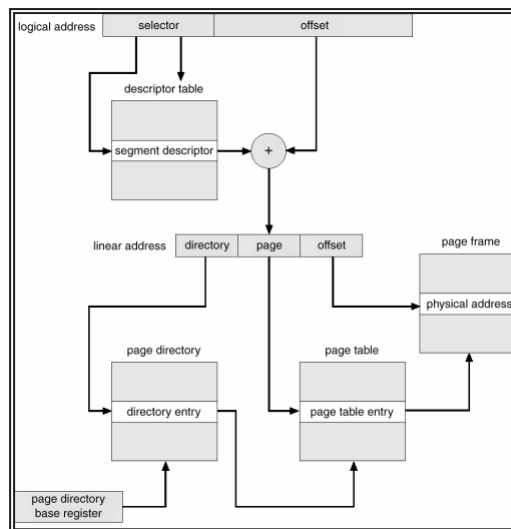 logical address
selector
offset
descriptor table
segment descriptor
+
linear address
directory
page
offset
page frame
physical address
page directory
page table
directory entry
page table entry
page directory
base register